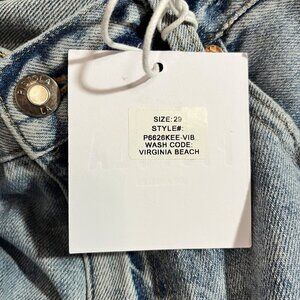 SIZE: 29
STYLE#:
P6626KEE-VIB
WASH CODE:
VIRGINIA BEACH